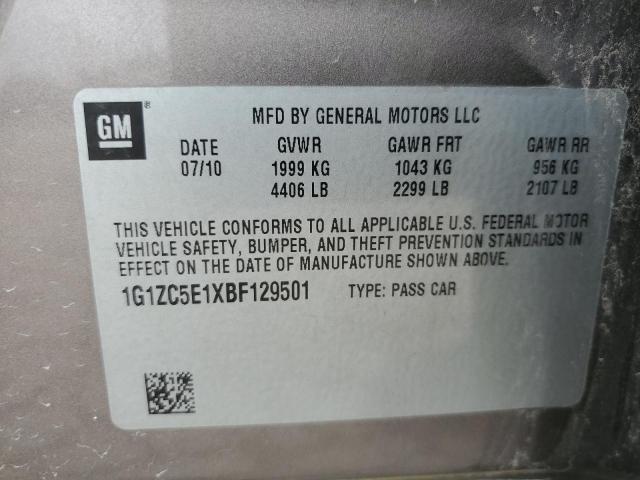 GM ®
MFD BY GENERAL MOTORS LLC
DATE GVWR GAWR FRT GAWR RR
07/10 1999 KG 1043 KG 956 KG
4406 LB 2299 LB 2107 LB
THIS VEHICLE CONFORMS TO ALL APPLICABLE U.S. FEDERAL MOTOR
VEHICLE SAFETY, BUMPER, AND THEFT PREVENTION STANDARDS IN
EFFECT ON THE DATE OF MANUFACTURE SHOWN ABOVE.
1G1ZC5E1XBF129501 TYPE: PASS CAR